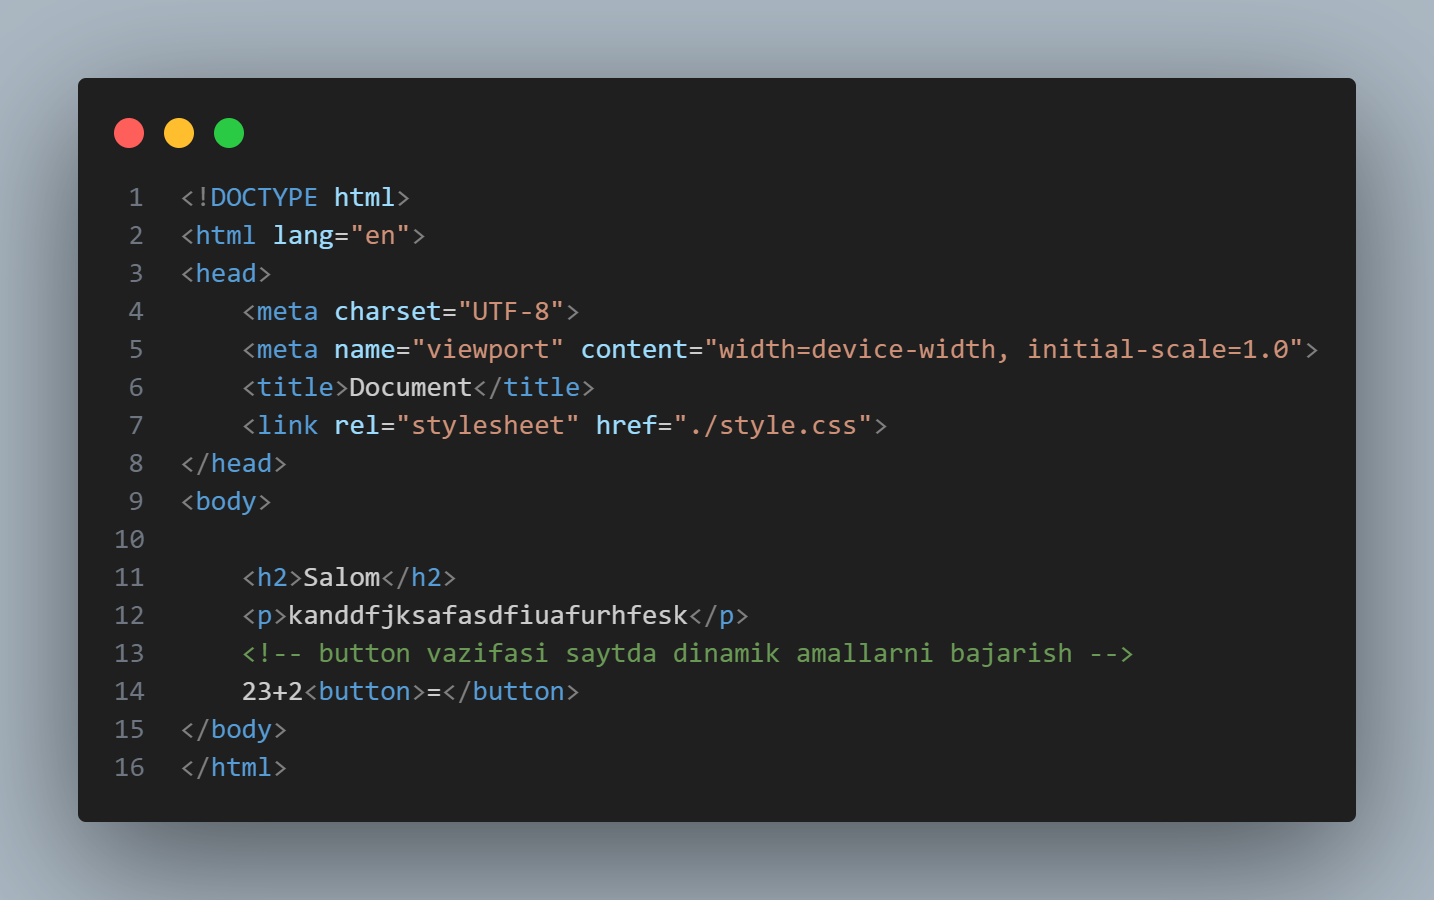 1 <!DOCTYPE html>
2 <html lang="en">
3 <head>
4     <meta charset="UTF-8">
5     <meta name="viewport" content="width=device-width, initial-scale=1.0">
6     <title>Document</title>
7     <link rel="stylesheet" href="./style.css">
8 </head>
9 <body>
10
11     <h2>Salom</h2>
12     <p>kanddfjksafasdfiuafurhfesk</p>
13     <!-- button vazifasi saytda dinamik amallarni bajarish -->
14     23+2<button>=</button>
15 </body>
16 </html>